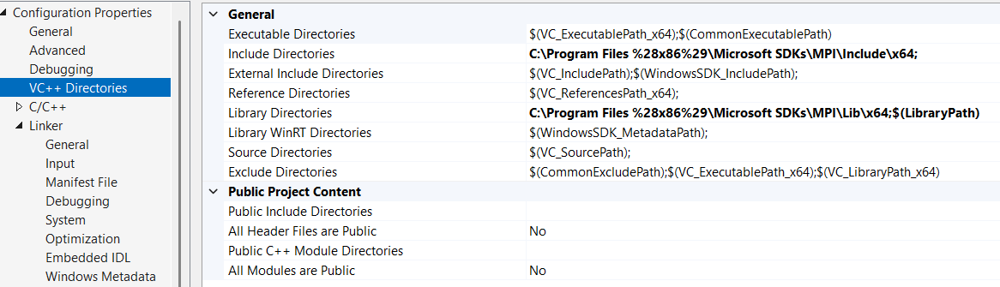 Configuration Properties
General
Advanced
Debugging
VC++ Directories
C/C++
Linker
General
Input
Manifest File
Debugging
System
Optimization
Embedded IDL
Windows Metadata
General
Executable Directories $(VC_ExecutablePath_x64);$(CommonExecutablePath)
Include Directories C:\Program Files %28x86%29\Microsoft SDKs\MPI\Include\x64;
External Include Directories $(VC_IncludePath);$(WindowsSDK_IncludePath);
Reference Directories $(VC_ReferencesPath_x64);
Library Directories C:\Program Files %28x86%29\Microsoft SDKs\MPI\Lib\x64;$(LibraryPath)
Library WinRT Directories $(WindowsSDK_MetadataPath);
Source Directories $(VC_SourcePath);
Exclude Directories $(CommonExcludePath);$(VC_ExecutablePath_x64);$(VC_LibraryPath_x64)
Public Project Content
Public Include Directories
All Header Files are Public No
Public C++ Module Directories
All Modules are Public No